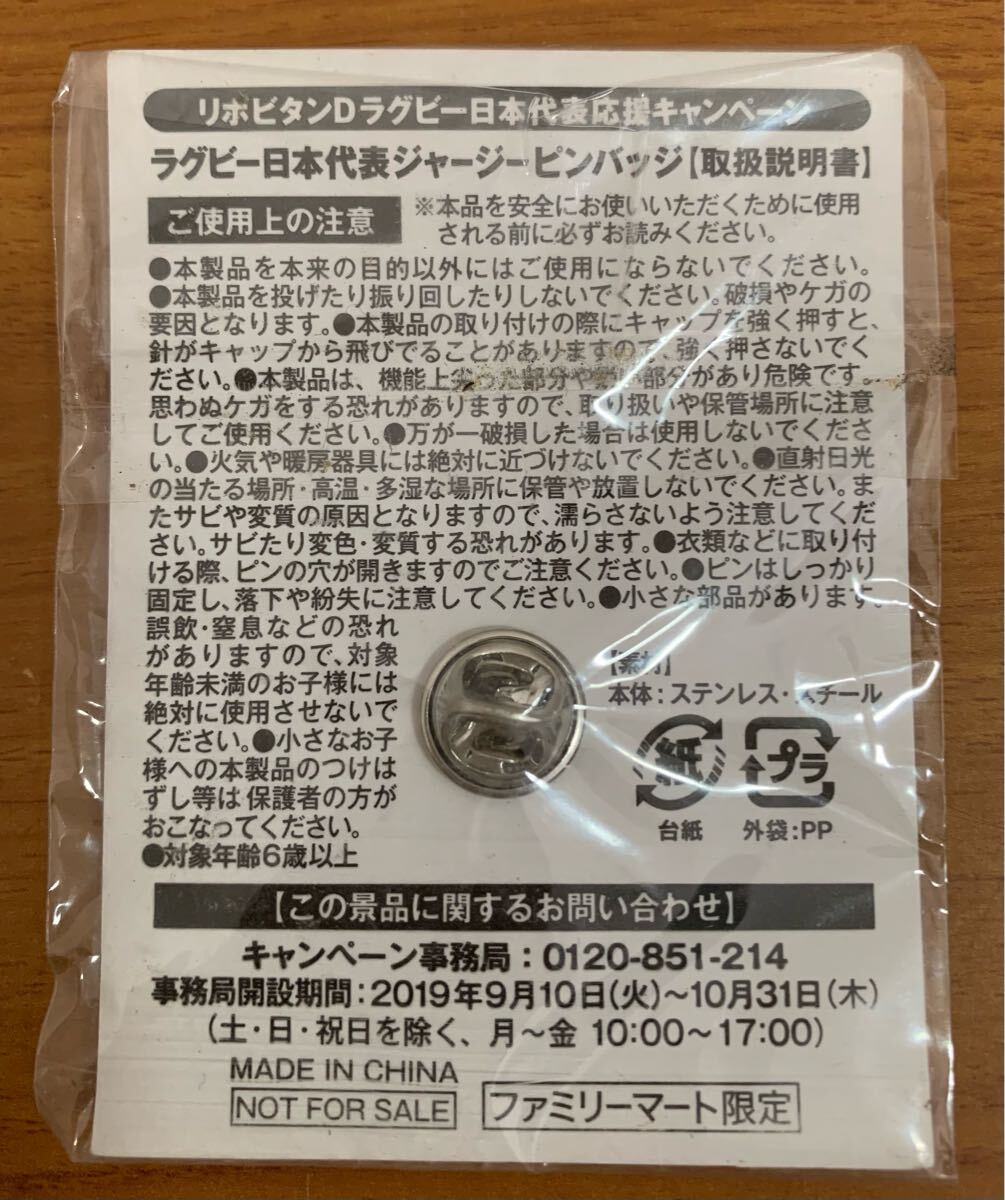 リポビタンDラグビー日本代表応援キャンペーン
ラグビー日本代表ジャージーピンバッジ【取扱説明書】
ご使用上の注意
※本品を安全にお使いいただくために使用
される前に必ずお読みください。
●本製品を本来の目的以外にはご使用にならないでください。
●本製品を投げたり振り回したりしないでください。破損やケガの
要因となります。●本製品の取り付けの際にキャップを強く押すと、
針がキャップから飛びでることがありますので、強く押さないでく
ださい。●本製品は、機能上尖った部分や鋭い部分があり危険です。
思わぬケガをする恐れがありますので、取り扱いや保管場所に注意
してご使用ください。●万が一破損した場合は使用しないでくださ
い。●火気や暖房器具には絶対に近づけないでください。●直射日光
の当たる場所・高温・多湿な場所に保管や放置しないでください。ま
たサビや変質の原因となりますので、濡らさないよう注意してくだ
さい。サビたり変色・変質する恐れがあります。●衣類などに取り付
ける際、ピンの穴が開きますのでご注意ください。●ピンはしっかり
固定し、落下や紛失に注意してください。●小さな部品があります。
誤飲・窒息などの恐れ
がありますので、対象
年齢未満のお子様には
絶対に使用させないで
ください。●小さなお子
様への本製品のつけは
ずし等は保護者の方が
おこなってください。
●対象年齢6歳以上
【素材】
本体:ステンレス・スチール
紙
プラ
台紙
外袋:PP
【この景品に関するお問い合わせ】
キャンペーン事務局:0120-851-214
事務局開設期間:2019年9月10日(火)~10月31日(木)
(土・日・祝日を除く、月~金 10:00~17:00)
MADE IN CHINA
NOT FOR SALE
ファミリーマート限定